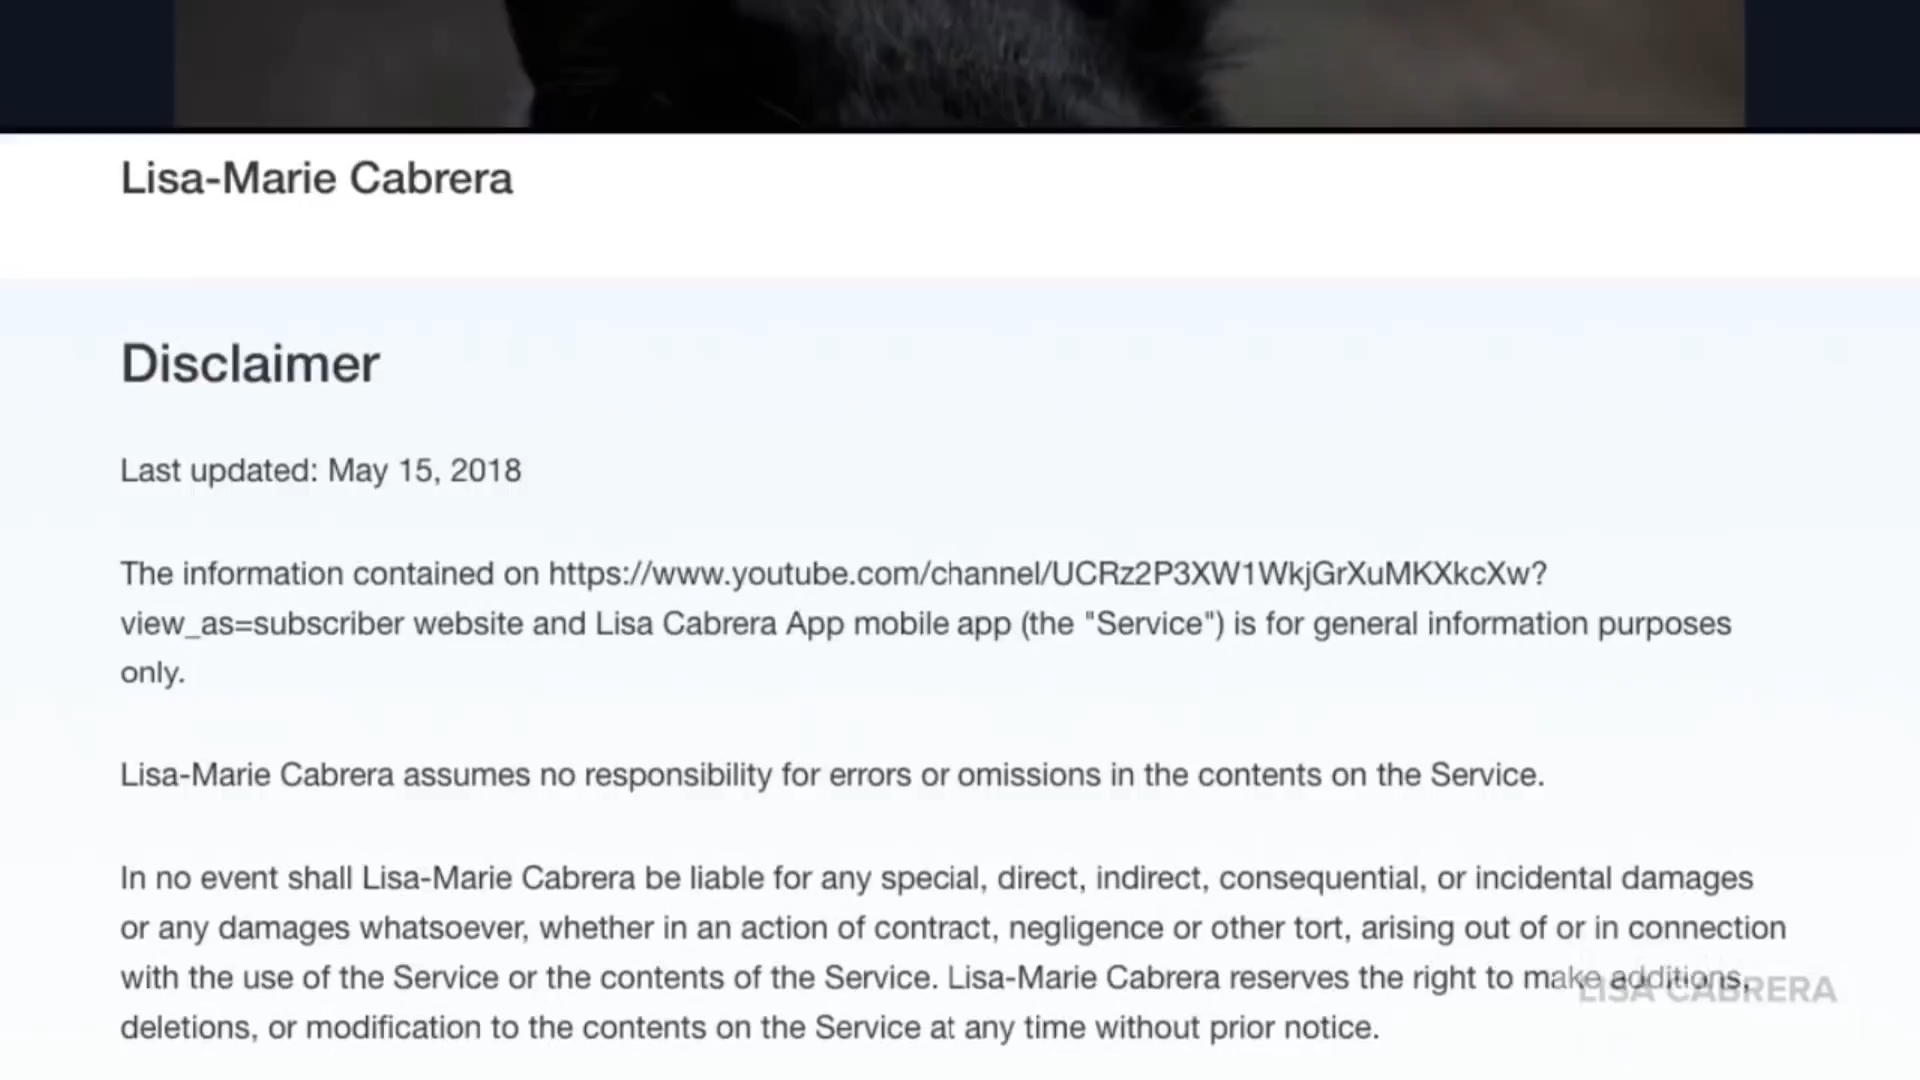 Lisa-Marie Cabrera
Disclaimer
Last updated: May 15, 2018
The information contained on https://www.youtube.com/channel/UCRz2P3XW1WkjGrXuMKXkcXw?
view_as=subscriber website and Lisa Cabrera App mobile app (the "Service") is for general information purposes
only.
Lisa-Marie Cabrera assumes no responsibility for errors or omissions in the contents on the Service.
In no event shall Lisa-Marie Cabrera be liable for any special, direct, indirect, consequential, or incidental damages
or any damages whatsoever, whether in an action of contract, negligence or other tort, arising out of or in connection
with the use of the Service or the contents of the Service. Lisa-Marie Cabrera reserves the right to make additions,
deletions, or modification to the contents on the Service at any time without prior notice.
LISA CABRERA